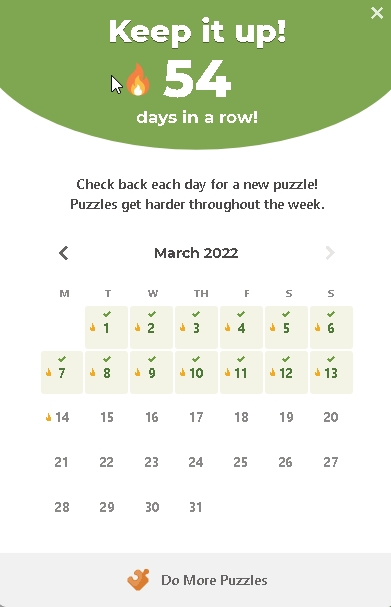 Keep it up!
54
days in a row!
Check back each day for a new puzzle!
Puzzles get harder throughout the week.
March 2022
M T W TH F S S
1 2 3 4 5 6
7 8 9 10 11 12 13
14 15 16 17 18 19 20
21 22 23 24 25 26 27
28 29 30 31
Do More Puzzles